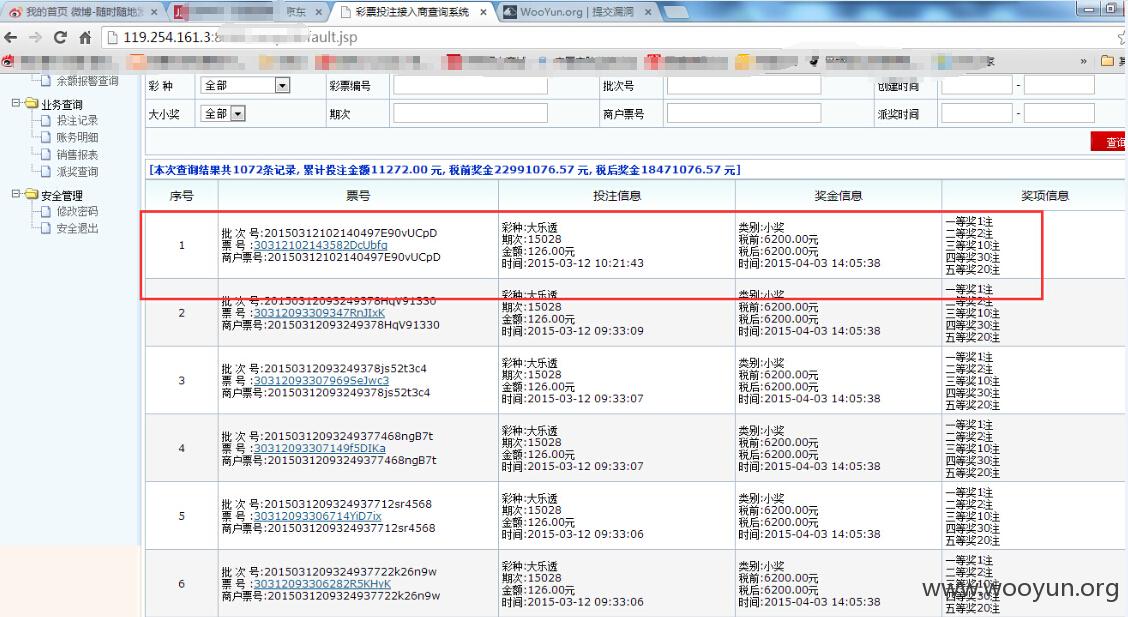 我的首页 微博-随时随地
京东
彩票投注接入商查询系统
WooYun.org | 提交漏洞
119.254.161.3:8
ault.jsp
余额报警查询
业务查询
投注记录
账务明细
销售报表
派奖查询
安全管理
修改密码
安全退出
彩 种 全部 彩票编号 批次号 创建时间 -
大小奖 全部 期次 商户票号 派奖时间 -
查询
[本次查询结果共1072条记录, 累计投注金额11272.00 元, 税前奖金22991076.57 元, 税后奖金18471076.57 元]
序号 票号 投注信息 奖金信息 奖项信息
1
批 次 号:20150312102140497E90vUCpD
票 号:30312102143582DcUbfq
商户票号:20150312102140497E90vUCpD
彩种:大乐透
期次:15028
金额:126.00元
时间:2015-03-12 10:21:43
类别:小奖
税前:6200.00元
税后:6200.00元
时间:2015-04-03 14:05:38
一等奖1注
二等奖2注
三等奖10注
四等奖30注
五等奖20注
2
批 次 号:20150312093249378HqV91330
票 号:30312093309347RnJIxK
商户票号:20150312093249378HqV91330
彩种:大乐透
期次:15028
金额:126.00元
时间:2015-03-12 09:33:09
类别:小奖
税前:6200.00元
税后:6200.00元
时间:2015-04-03 14:05:38
一等奖1注
二等奖2注
三等奖10注
四等奖30注
五等奖20注
3
批 次 号:20150312093249378js52t3c4
票 号:30312093307969SeJwc3
商户票号:20150312093249378js52t3c4
彩种:大乐透
期次:15028
金额:126.00元
时间:2015-03-12 09:33:07
类别:小奖
税前:6200.00元
税后:6200.00元
时间:2015-04-03 14:05:38
一等奖1注
二等奖2注
三等奖10注
四等奖30注
五等奖20注
4
批 次 号:20150312093249377468ngB7t
票 号:30312093307149f5DIKa
商户票号:20150312093249377468ngB7t
彩种:大乐透
期次:15028
金额:126.00元
时间:2015-03-12 09:33:07
类别:小奖
税前:6200.00元
税后:6200.00元
时间:2015-04-03 14:05:38
一等奖1注
二等奖2注
三等奖10注
四等奖30注
五等奖20注
5
批 次 号:20150312093249377​12sr4568
票 号:30312093306714YiD7ix
商户票号:2015031209324937712sr4568
彩种:大乐透
期次:15028
金额:126.00元
时间:2015-03-12 09:33:06
类别:小奖
税前:6200.00元
税后:6200.00元
时间:2015-04-03 14:05:38
一等奖1注
二等奖2注
三等奖10注
四等奖30注
五等奖20注
6
批 次 号:2015031209324937722k26n9w
票 号:30312093306282R5KHvK
商户票号:2015031209324937722k26n9w
彩种:大乐透
期次:15028
金额:126.00元
时间:2015-03-12 09:33:06
类别:小奖
税前:6200.00元
税后:6200.00元
时间:2015-04-03 14:05:38
一等奖1注
二等奖2注
三等奖10注
四等奖30注
五等奖20注
www.wooyun.org